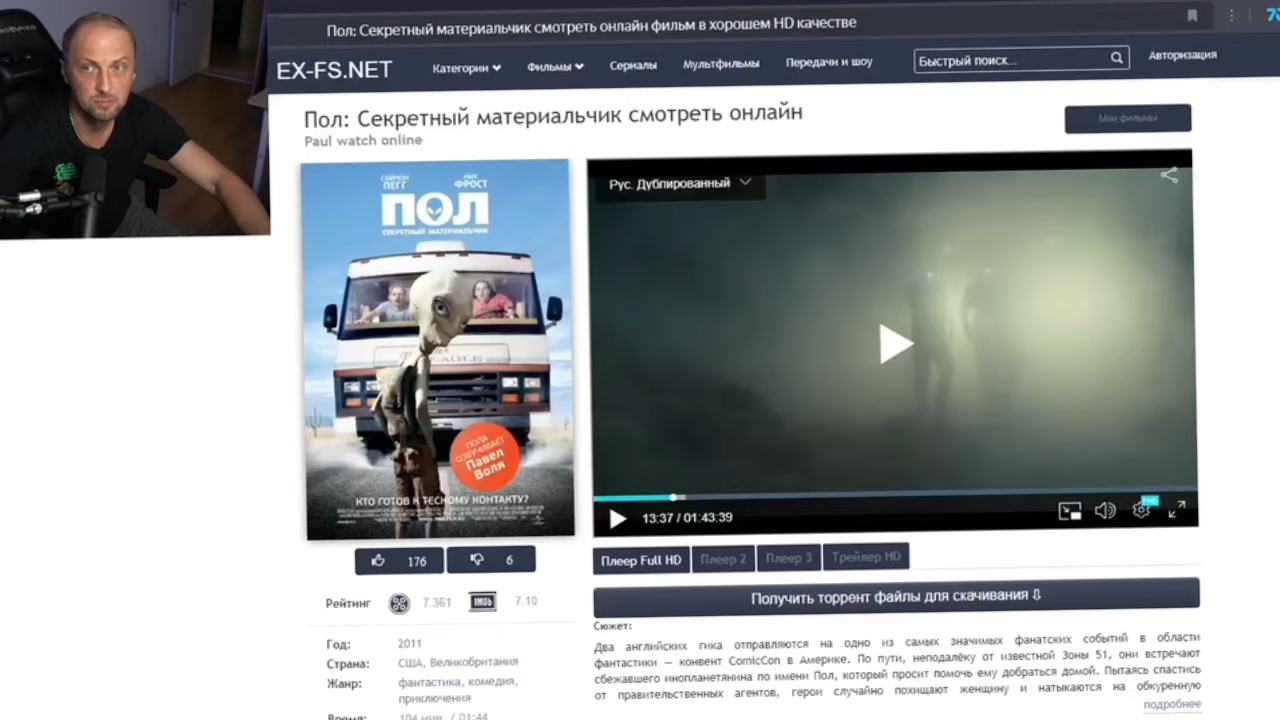 Пол: Секретный материальчик смотреть онлайн фильм в хорошем HD качестве
EX-FS.NET
Категории
Фильмы
Сериалы
Мультфильмы
Передачи и шоу
Быстрый поиск...
Авторизация
Пол: Секретный материальчик смотреть онлайн
Paul watch online
Мои фильмы
САЙМОН ПЕГГ
НИК ФРОСТ
ПОЛ
СЕКРЕТНЫЙ МАТЕРИАЛЬЧИК
ПОЛА
ОЗВУЧИВАЕТ
Павел
Воля
КТО ГОТОВ К ТЕСНОМУ КОНТАКТУ?
Рус. Дублированный
13:37 / 01:43:39
FHD
176
6
Плеер Full HD
Плеер 2
Плеер 3
Трейлер HD
Рейтинг
7.361
IMDb
7.10
Получить торрент файлы для скачивания ⇩
Сюжет:
Два английских гика отправляются на одно из самых значимых фанатских событий в области
фантастики — конвент ComicCon в Америке. По пути, неподалёку от известной Зоны 51, они встречают
сбежавшего инопланетянина по имени Пол, который просит помочь ему добраться домой. Пытаясь спастись
от правительственных агентов, герои случайно похищают женщину и натыкаются на обкуренную
подробнее
Год:
2011
Страна:
США, Великобритания
Жанр:
фантастика, комедия,
приключения
Время:
104 мин. / 01:44